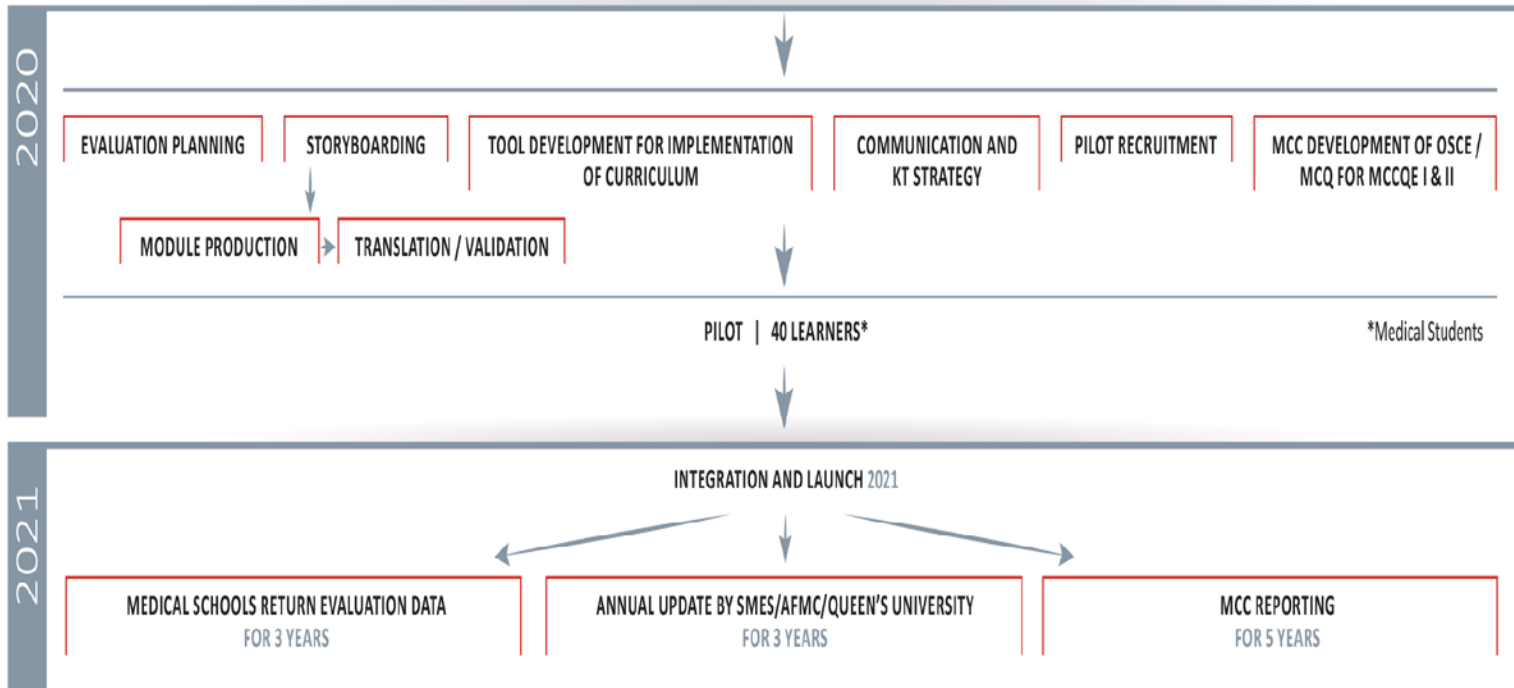 2020
EVALUATION PLANNING
STORYBOARDING
TOOL DEVELOPMENT FOR IMPLEMENTATION
OF CURRICULUM
COMMUNICATION AND
KT STRATEGY
PILOT RECRUITMENT
MCC DEVELOPMENT OF OSCE /
MCQ FOR MCCQE I & II
MODULE PRODUCTION
TRANSLATION / VALIDATION
PILOT | 40 LEARNERS*
*Medical Students
2021
INTEGRATION AND LAUNCH 2021
MEDICAL SCHOOLS RETURN EVALUATION DATA
FOR 3 YEARS
ANNUAL UPDATE BY SMES/AFMC/QUEEN'S UNIVERSITY
FOR 3 YEARS
MCC REPORTING
FOR 5 YEARS